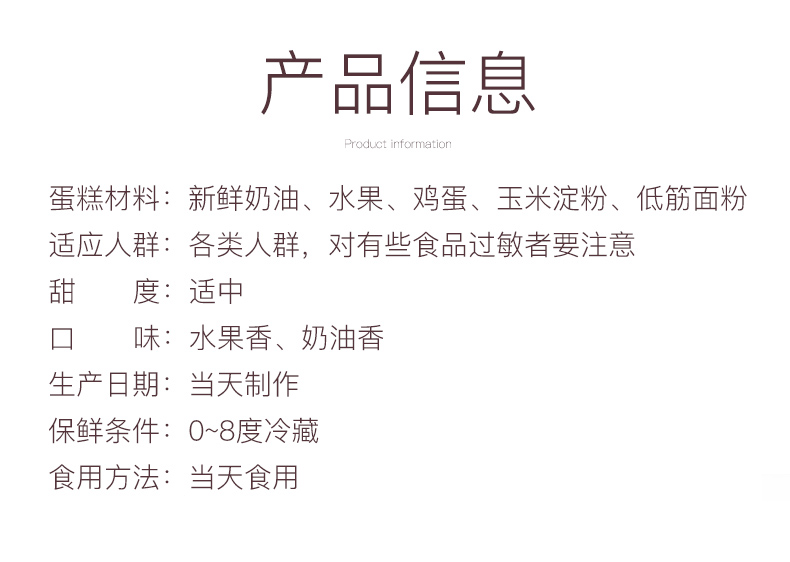 产品信息
Product information
蛋糕材料：新鲜奶油、水果、鸡蛋、玉米淀粉、低筋面粉
适应人群：各类人群，对有些食品过敏者要注意
甜　　度：适中
口　　味：水果香、奶油香
生产日期：当天制作
保鲜条件：0~8度冷藏
食用方法：当天食用